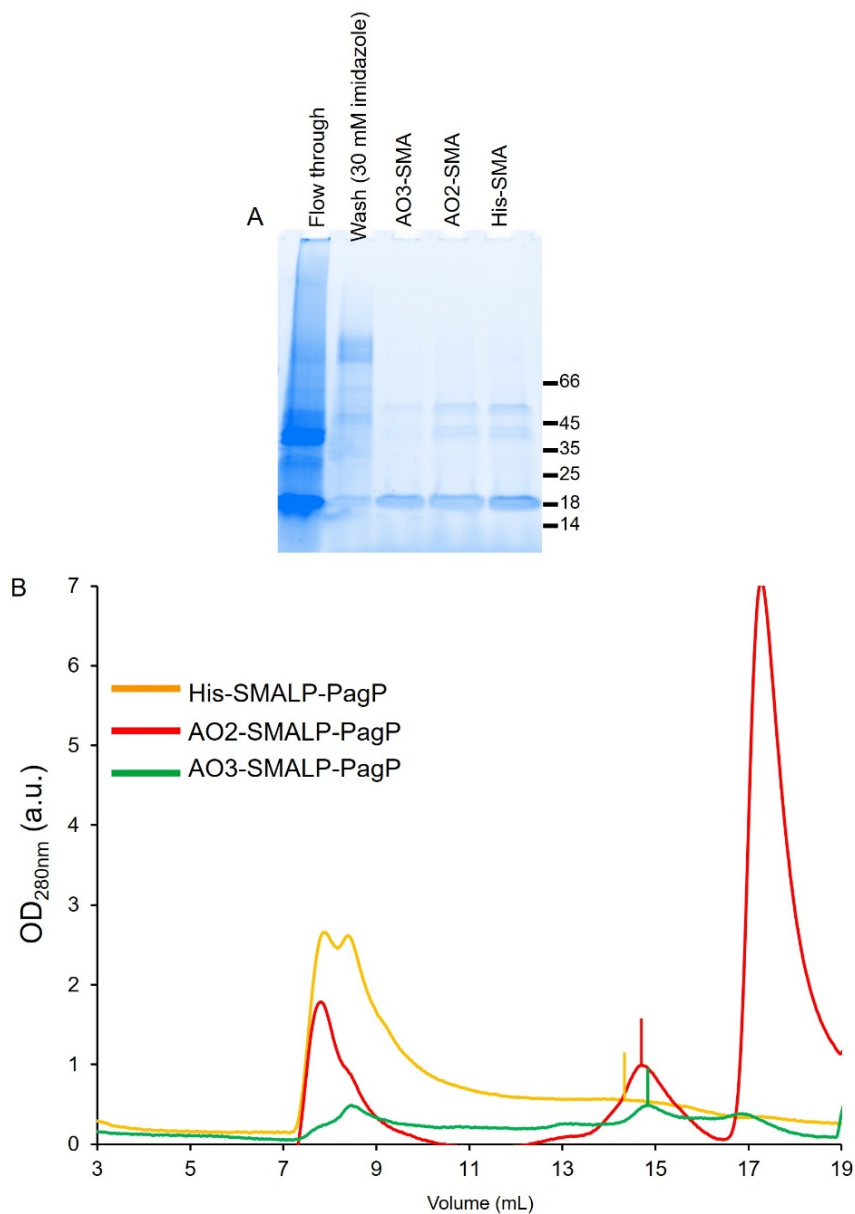 A
Flow through
Wash (30 mM imidazole)
AO3-SMA
AO2-SMA
His-SMA
66
45
35
25
18
14
B
7
6
5
4
3
2
1
0
OD280nm (a.u.)
His-SMALP-PagP
AO2-SMALP-PagP
AO3-SMALP-PagP
3 5 7 9 11 13 15 17 19
Volume (mL)